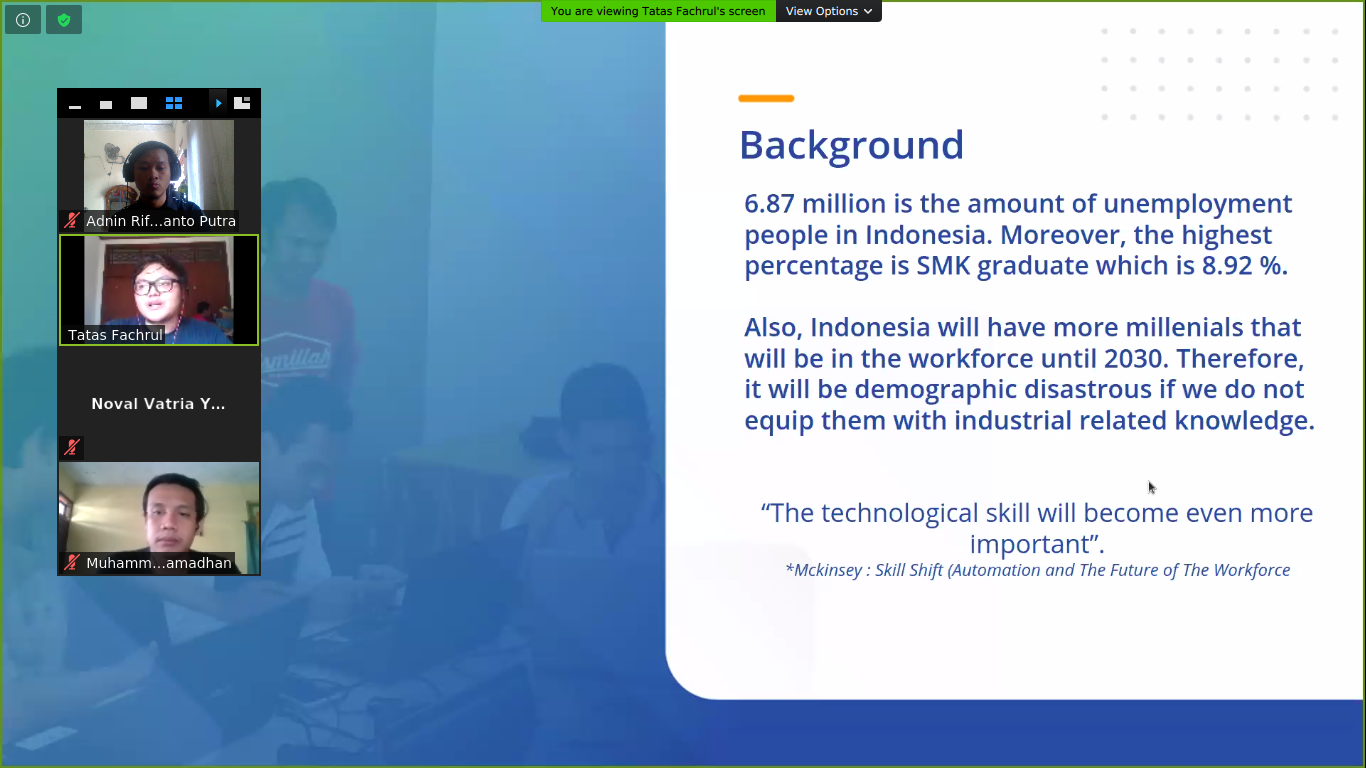 You are viewing Tatas Fachrul's screen
View Options
Adnin Rif...anto Putra
Tatas Fachrul
Noval Vatria Y...
Muhamm...amadhan
smillah
Background
6.87 million is the amount of unemployment
people in Indonesia. Moreover, the highest
percentage is SMK graduate which is 8.92 %.
Also, Indonesia will have more millenials that
will be in the workforce until 2030. Therefore,
it will be demographic disastrous if we do not
equip them with industrial related knowledge.
“The technological skill will become even more
important”.
*Mckinsey : Skill Shift (Automation and The Future of The Workforce